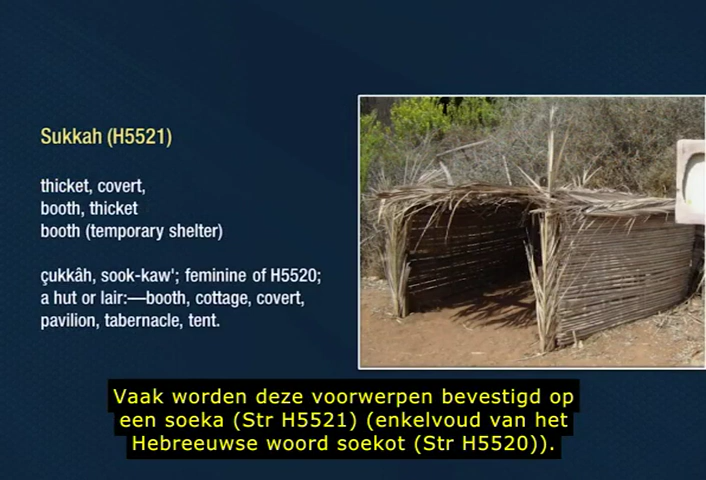 Sukkah (H5521)
thicket, covert,
booth, thicket
booth (temporary shelter)
çukkâh, sook-kaw'; feminine of H5520;
a hut or lair:—booth, cottage, covert,
pavilion, tabernacle, tent.
Vaak worden deze voorwerpen bevestigd op
een soeka (Str H5521) (enkelvoud van het
Hebreeuwse woord soekot (Str H5520)).